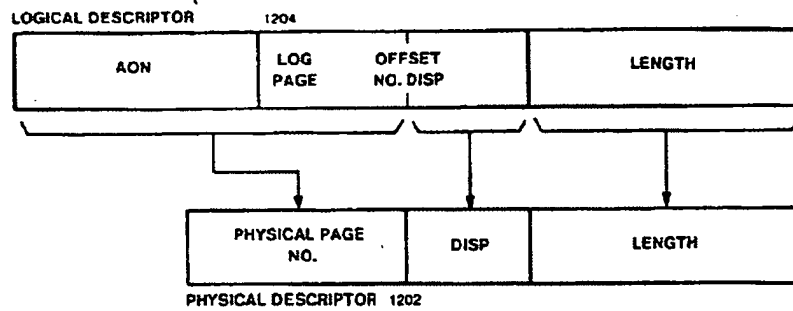 LOGICAL DESCRIPTOR 1204
AON
LOG OFFSET
PAGE NO. DISP
LENGTH
PHYSICAL PAGE
NO.
DISP
LENGTH
PHYSICAL DESCRIPTOR 1202